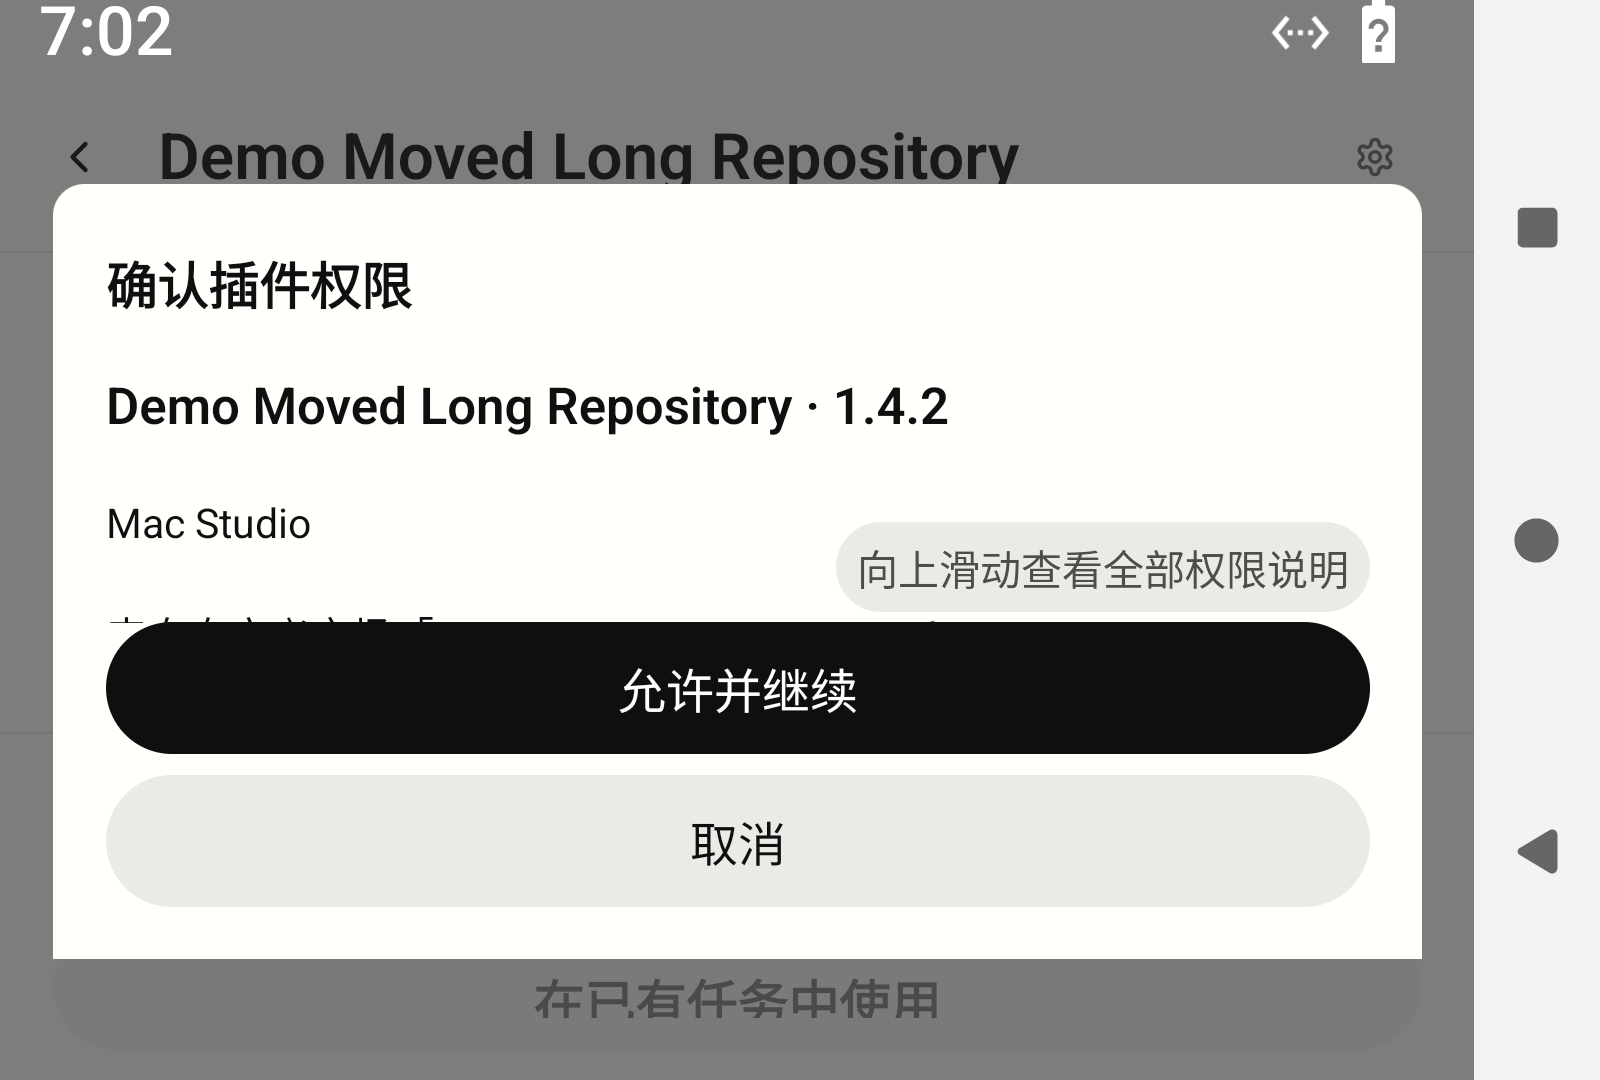 7:02
?
Demo Moved Long Repository
确认插件权限
Demo Moved Long Repository · 1.4.2
Mac Studio
向上滑动查看全部权限说明
允许并继续
取消
在已有任务中使用